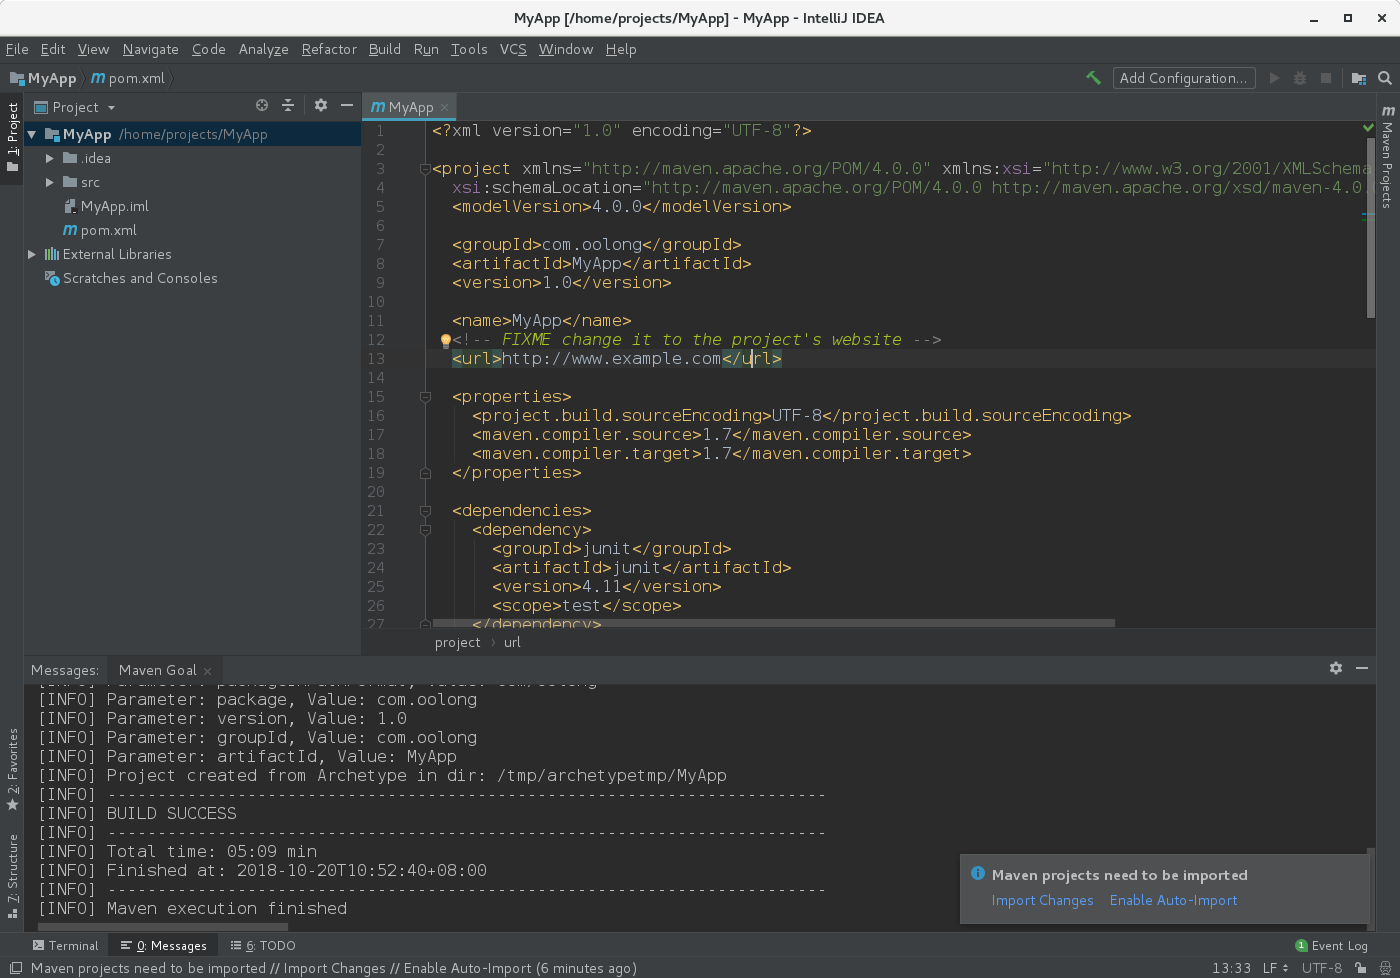 MyApp [/home/projects/MyApp] - MyApp - IntelliJ IDEA
File Edit View Navigate Code Analyze Refactor Build Run Tools VCS Window Help
MyApp pom.xml Add Configuration...
Project
MyApp /home/projects/MyApp
.idea
src
MyApp.iml
pom.xml
External Libraries
Scratches and Consoles
1: Project
2: Favorites
7: Structure
MyApp
1 <?xml version="1.0" encoding="UTF-8"?>
2
3 <project xmlns="http://maven.apache.org/POM/4.0.0" xmlns:xsi="http://www.w3.org/2001/XMLSchema
4 xsi:schemaLocation="http://maven.apache.org/POM/4.0.0 http://maven.apache.org/xsd/maven-4.0.
5 <modelVersion>4.0.0</modelVersion>
6
7 <groupId>com.oolong</groupId>
8 <artifactId>MyApp</artifactId>
9 <version>1.0</version>
10
11 <name>MyApp</name>
12 <!-- FIXME change it to the project's website -->
13 <url>http://www.example.com</url>
14
15 <properties>
16 <project.build.sourceEncoding>UTF-8</project.build.sourceEncoding>
17 <maven.compiler.source>1.7</maven.compiler.source>
18 <maven.compiler.target>1.7</maven.compiler.target>
19 </properties>
20
21 <dependencies>
22 <dependency>
23 <groupId>junit</groupId>
24 <artifactId>junit</artifactId>
25 <version>4.11</version>
26 <scope>test</scope>
27 </dependency>
project › url
m Maven Projects
Messages: Maven Goal
[INFO] Parameter: packageInPathFormat, Value: com/oolong
[INFO] Parameter: package, Value: com.oolong
[INFO] Parameter: version, Value: 1.0
[INFO] Parameter: groupId, Value: com.oolong
[INFO] Parameter: artifactId, Value: MyApp
[INFO] Project created from Archetype in dir: /tmp/archetypetmp/MyApp
[INFO] ------------------------------------------------------------------------
[INFO] BUILD SUCCESS
[INFO] ------------------------------------------------------------------------
[INFO] Total time: 05:09 min
[INFO] Finished at: 2018-10-20T10:52:40+08:00
[INFO] ------------------------------------------------------------------------
[INFO] Maven execution finished
Maven projects need to be imported
Import Changes Enable Auto-Import
Terminal 0: Messages 6: TODO 1 Event Log
Maven projects need to be imported // Import Changes // Enable Auto-Import (6 minutes ago) 13:33 LF UTF-8